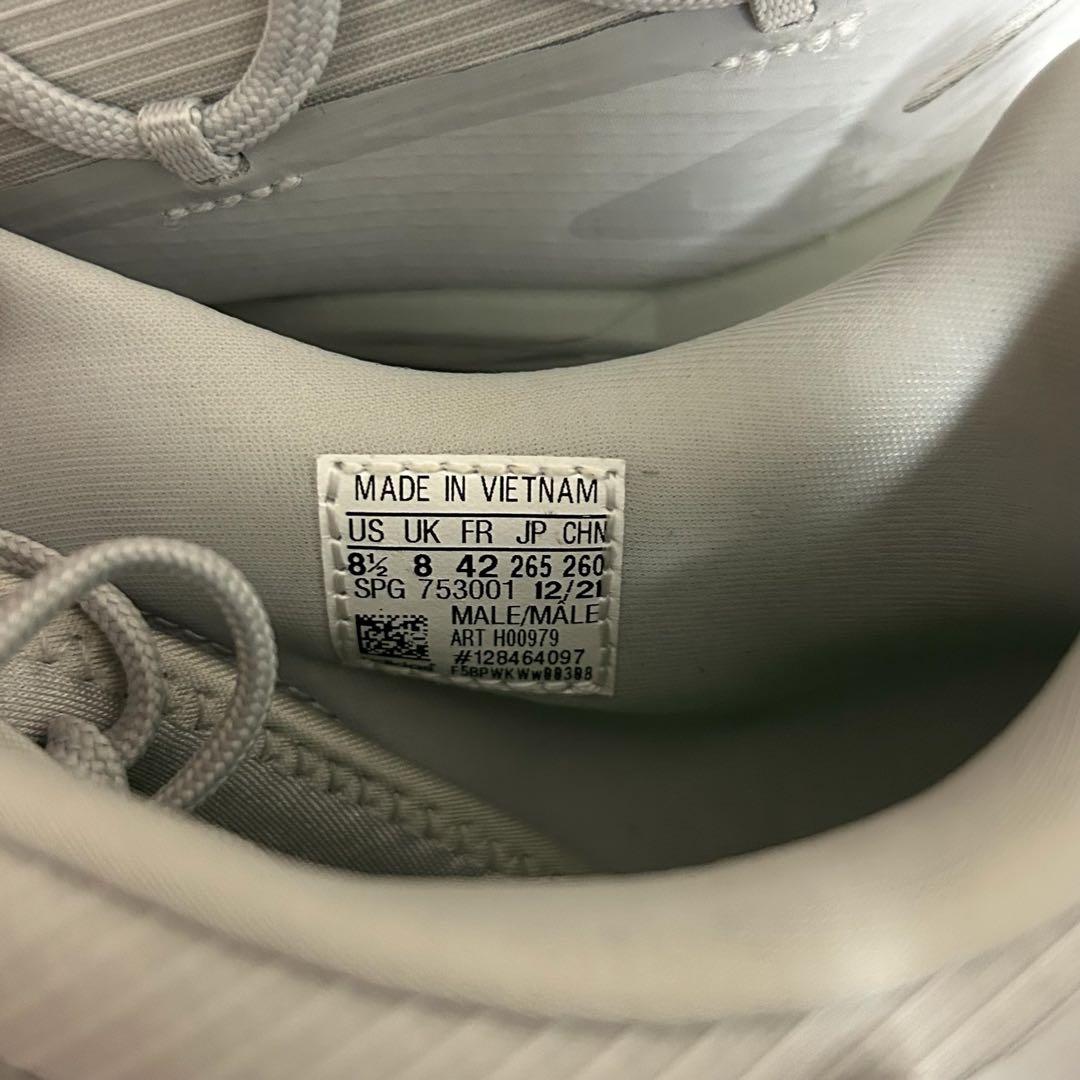 MADE IN VIETNAM
US UK FR JP CHN
8½ 8 42 265 260
SPG 753001 12/21
MALE/MÂLE
ART H00979
#128464097